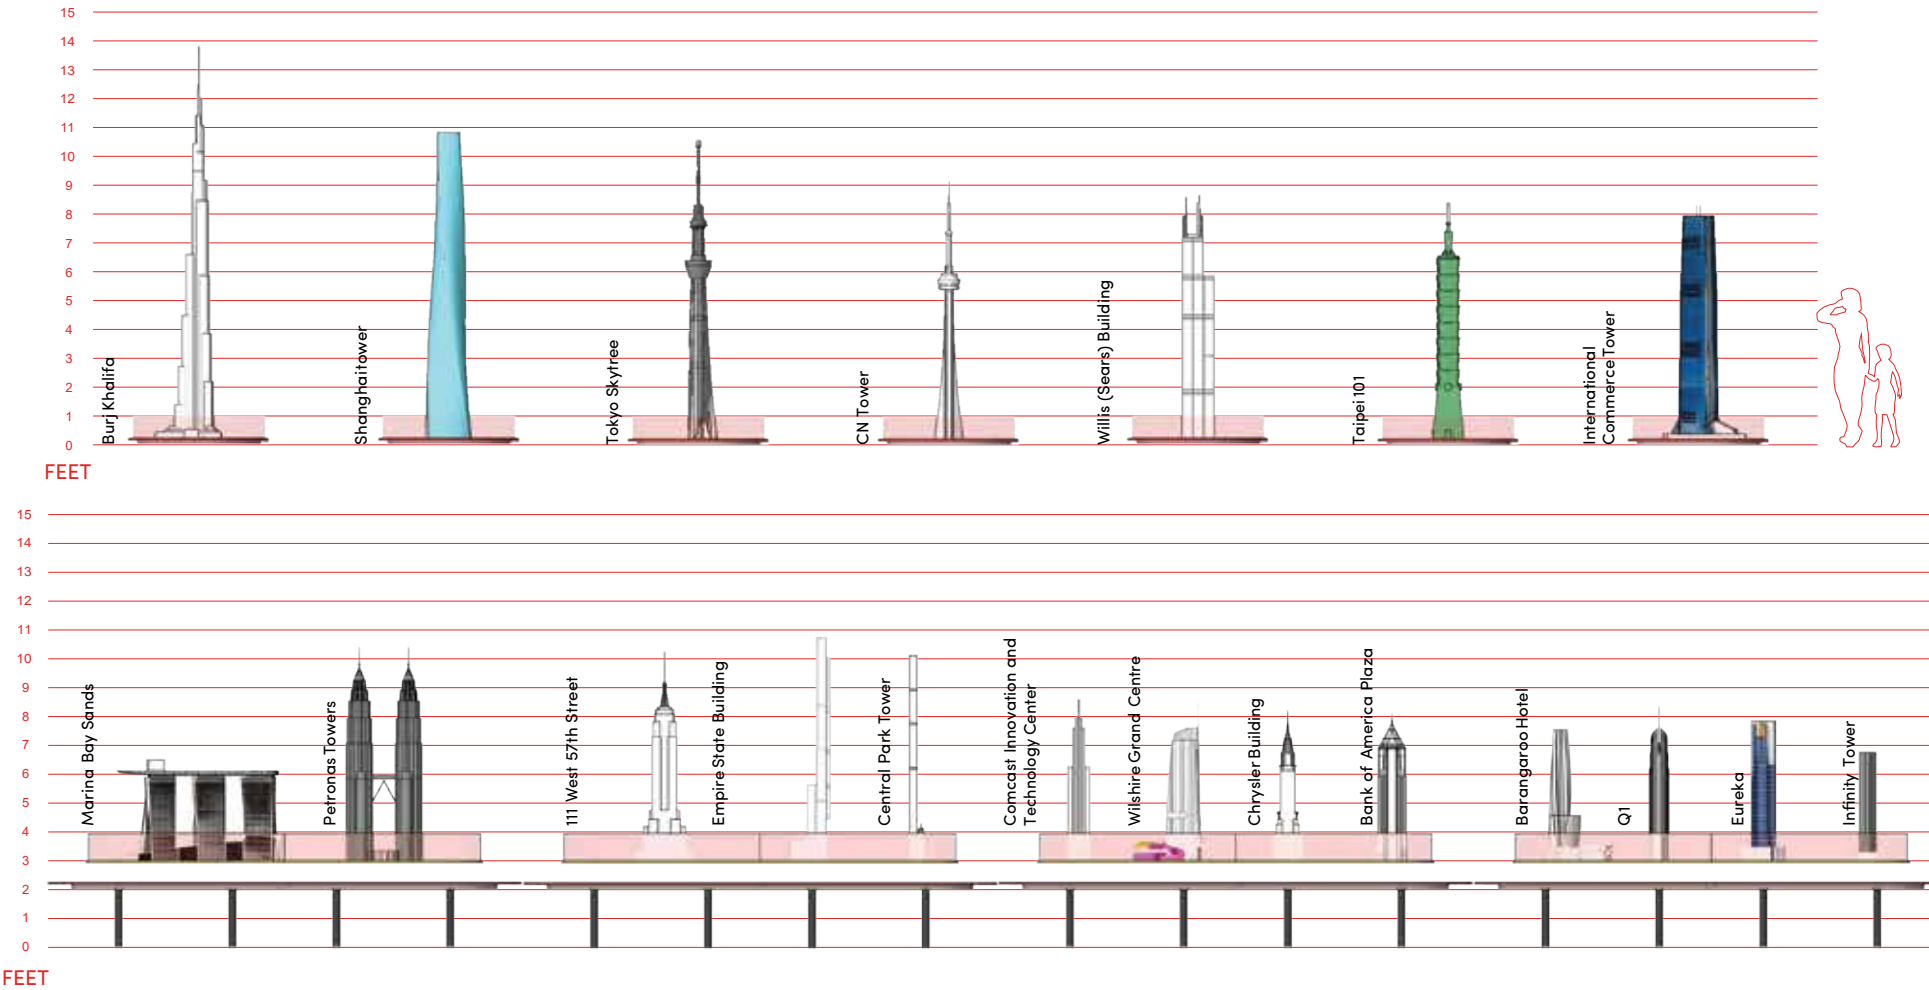 15
14
13
12
11
10
9
8
7
6
5
4
3
2
1
0
FEET
Burj Khalifa
Shanghai tower
Tokyo Skytree
CN Tower
Willis (Sears) Building
Taipei 101
International
Commerce Tower
15
14
13
12
11
10
9
8
7
6
5
4
3
2
1
0
FEET
Marina Bay Sands
Petronas Towers
111 West 57th Street
Empire State Building
Central Park Tower
Comcast Innovation and
Technology Center
Wilshire Grand Centre
Chrysler Building
Bank of America Plaza
Barangaroo Hotel
Q1
Eureka
Infinity Tower